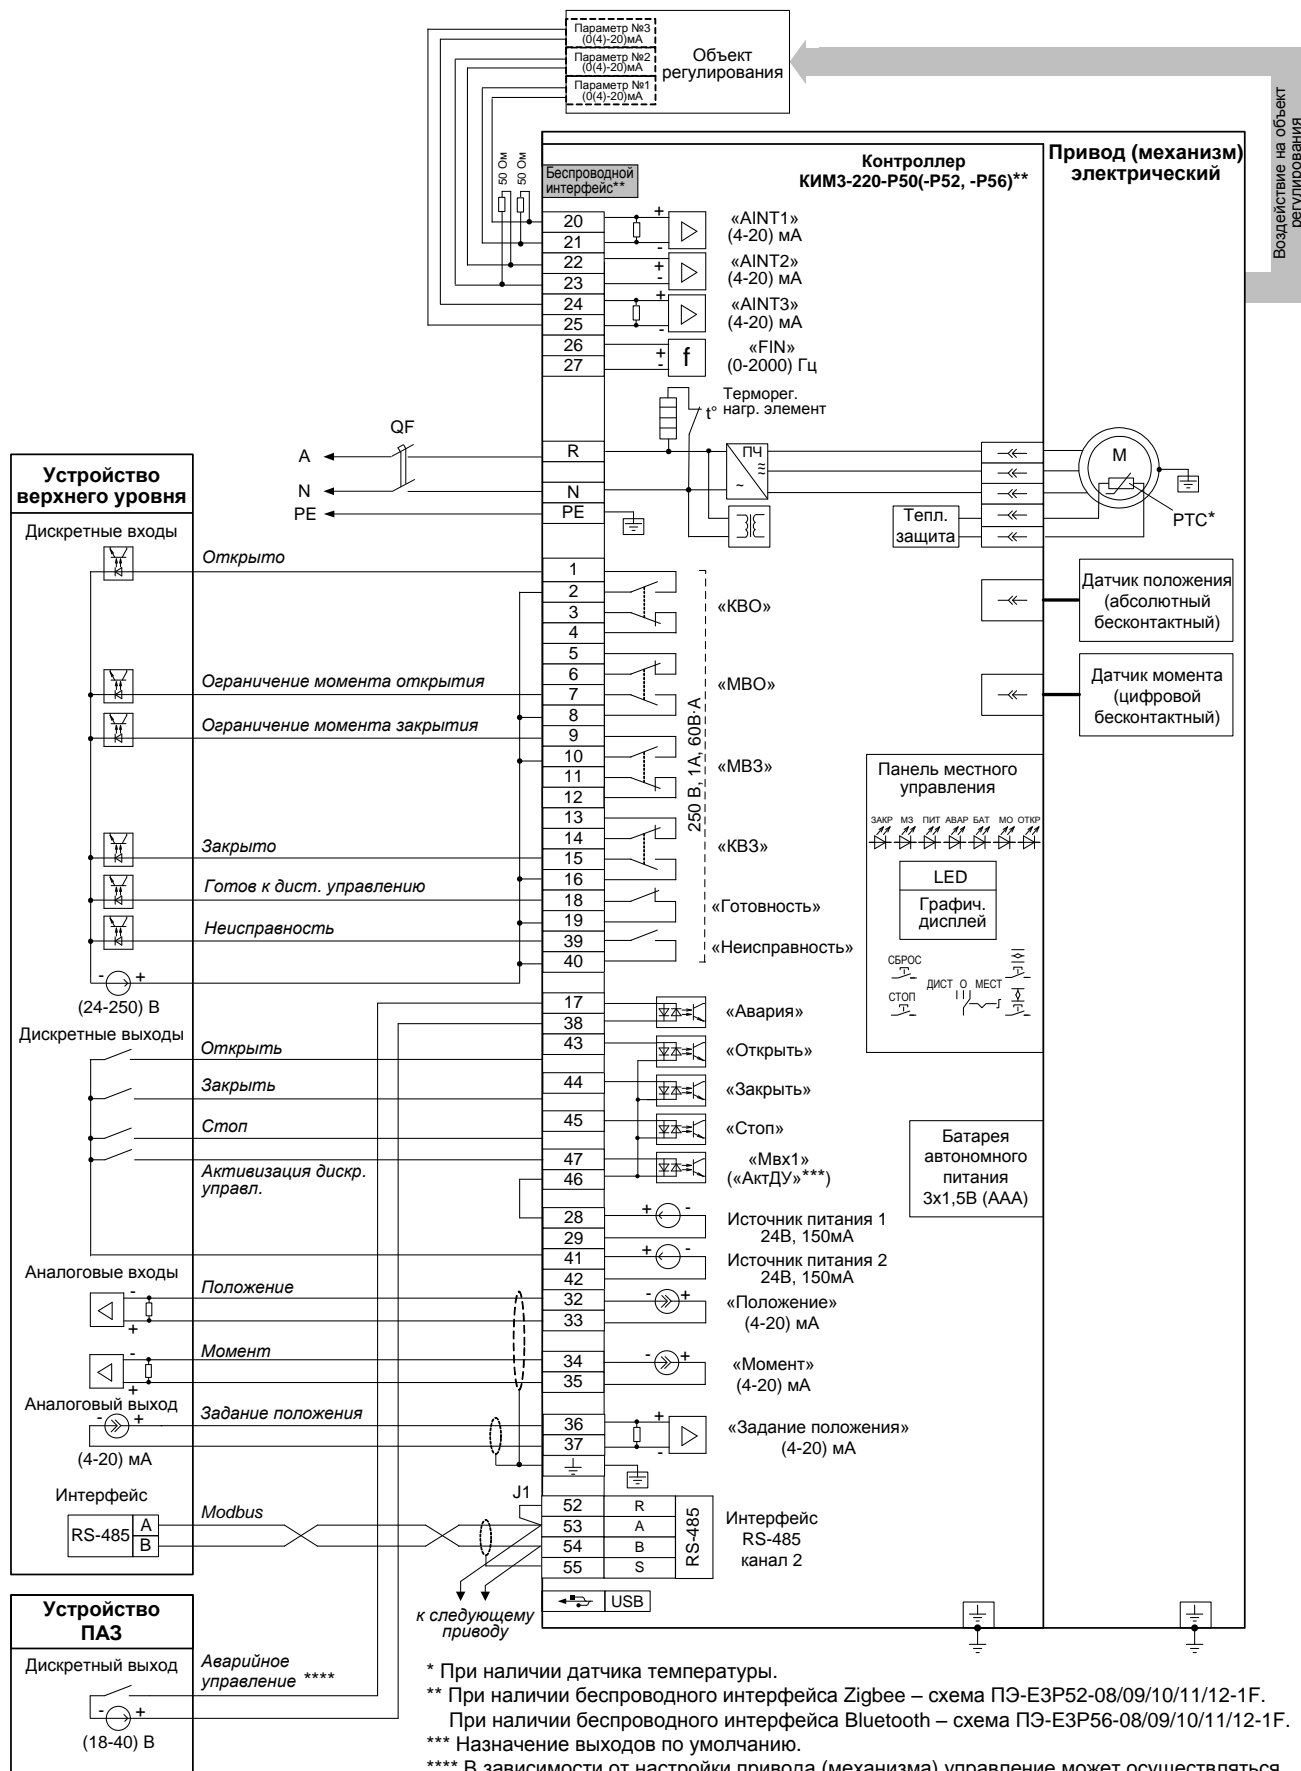 Параметр №3
(0(4)-20)мА
Параметр №2
(0(4)-20)мА
Параметр №1
(0(4)-20)мА
Объект
регулирования
Воздействие на объект
регулирования
50 Ом
50 Ом
Беспроводной
интерфейс**
Контроллер
КИМ3-220-Р50(-Р52, -Р56)**
Привод (механизм)
электрический
20
+
«AINT1»
21
-
(4-20) мА
22
+
«AINT2»
23
-
(4-20) мА
24
+
«AINT3»
25
-
(4-20) мА
26
+
f
«FIN»
27
-
(0-2000) Гц
Терморег.
t° нагр. элемент
QF
A
R
ПЧ
≈
~
M
N
N
PE
PE
Тепл.
защита
PTC*
Устройство
верхнего уровня
Дискретные входы
Открыто
1
2
3
4
«КВО»
Датчик положения
(абсолютный
бесконтактный)
5
6
7
8
Ограничение момента открытия
«МВО»
Датчик момента
(цифровой
бесконтактный)
Ограничение момента закрытия
9
10
11
12
«МВЗ»
250 В, 1А, 60В·А
Панель местного
управления
ЗАКР МЗ ПИТ АВАР БАТ МО ОТКР
LED
Графич.
дисплей
СБРОС
СТОП
ДИСТ О МЕСТ
13
14
15
16
Закрыто
«КВЗ»
Готов к дист. управлению
18
19
«Готовность»
Неисправность
39
40
«Неисправность»
- +
(24-250) В
17
38
«Авария»
Дискретные выходы
Открыть
43
«Открыть»
Закрыть
44
«Закрыть»
Стоп
45
«Стоп»
Активизация дискр.
управл.
47
46
«Мвх1»
(«АктДУ»***)
Батарея
автономного
питания
3х1,5В (ААА)
28
29
+ -
Источник питания 1
24В, 150мА
41
42
+ -
Источник питания 2
24В, 150мА
Аналоговые входы
Положение
-
+
32
33
- +
«Положение»
(4-20) мА
Момент
-
+
34
35
- +
«Момент»
(4-20) мА
Аналоговый выход
- +
(4-20) мА
Задание положения
36
37
+
-
«Задание положения»
(4-20) мА
Интерфейс
RS-485
A
B
Modbus
J1
52 R
53 A
54 B
55 S
RS-485
Интерфейс
RS-485
канал 2
USB
к следующему
приводу
Устройство
ПАЗ
Дискретный выход
- +
(18-40) В
Аварийное
управление ****
* При наличии датчика температуры.
** При наличии беспроводного интерфейса Zigbee – схема ПЭ-Е3Р52-08/09/10/11/12-1F.
При наличии беспроводного интерфейса Bluetooth – схема ПЭ-Е3Р56-08/09/10/11/12-1F.
*** Назначение выходов по умолчанию.
**** В зависимости от настройки привода (механизма) управление может осуществляться